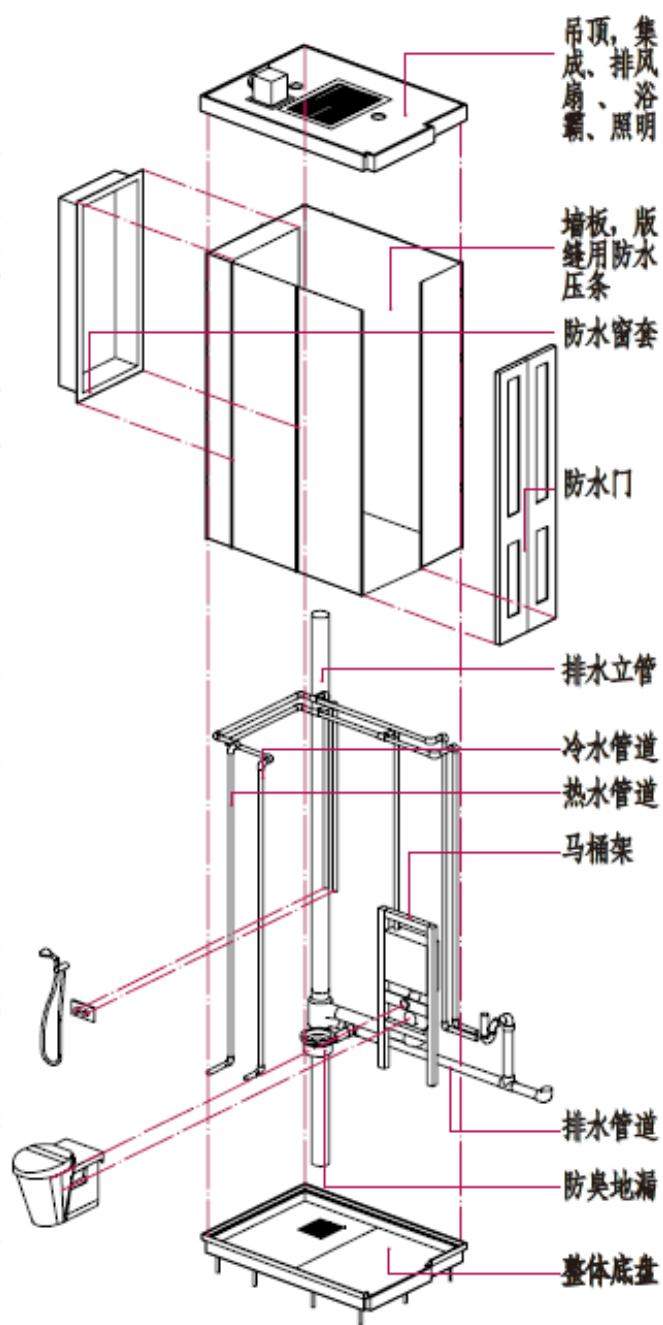 吊顶，集
成、排风
扇、浴
霸、照明
墙板，版
缝用防水
压条
防水窗套
防水门
排水立管
冷水管道
热水管道
马桶架
排水管道
防臭地漏
整体底盘